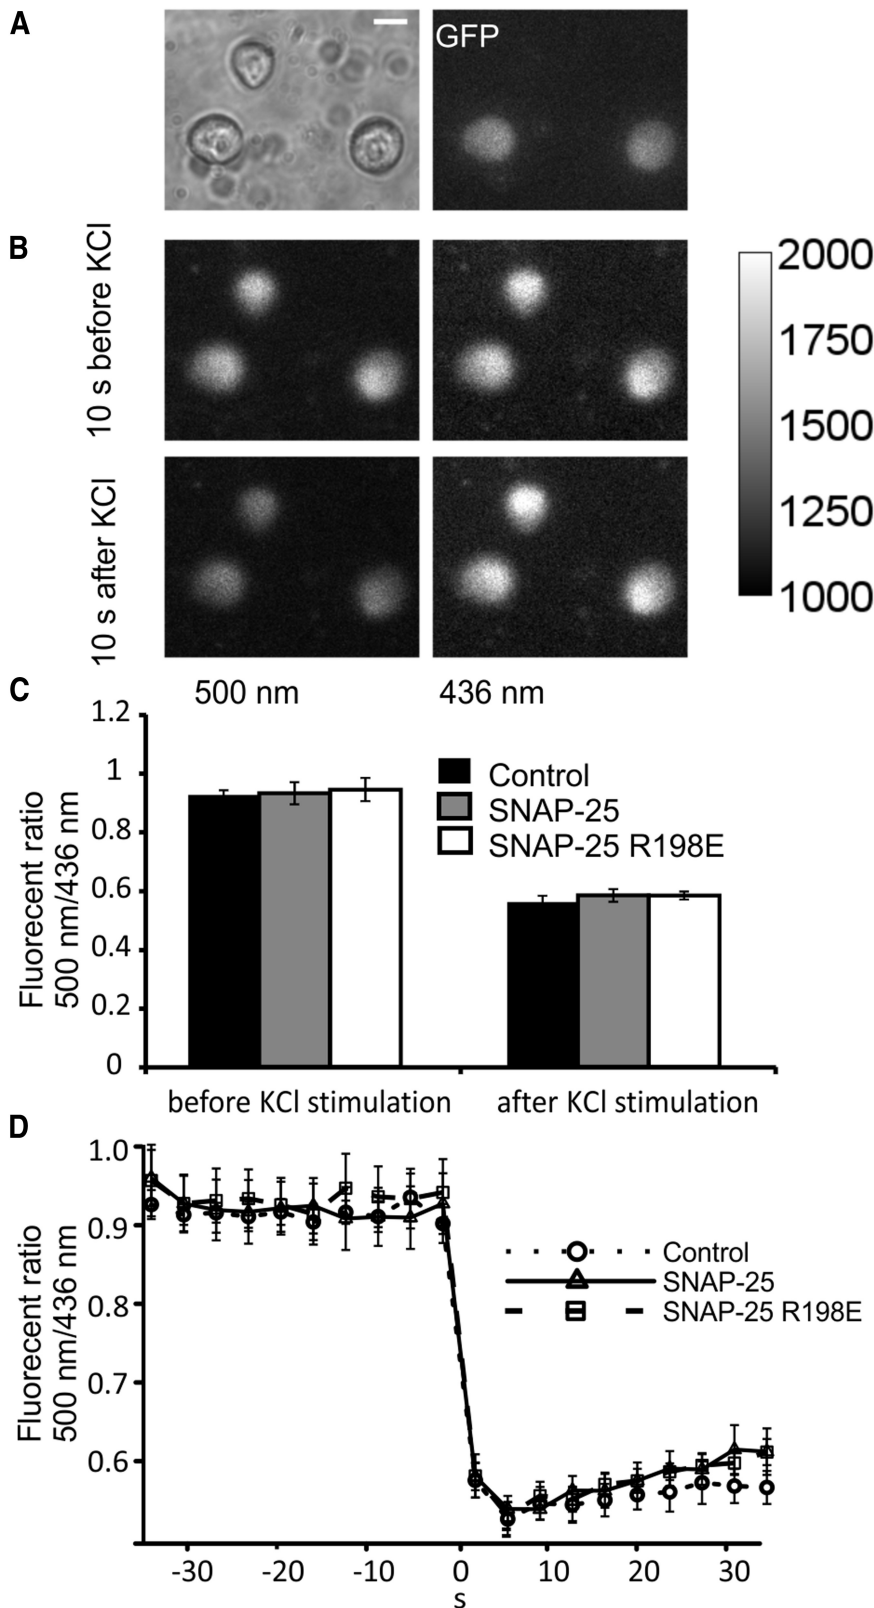 A
GFP
B
10 s before KCl
10 s after KCl
2000
1750
1500
1250
1000
500 nm
436 nm
C
Fluorecent ratio
500 nm/436 nm
1.2
1
0.8
0.6
0.4
0.2
0
Control
SNAP-25
SNAP-25 R198E
before KCl stimulation
after KCl stimulation
D
Fluorecent ratio
500 nm/436 nm
1.0
0.9
0.8
0.7
0.6
Control
SNAP-25
SNAP-25 R198E
-30 -20 -10 0 10 20 30
s